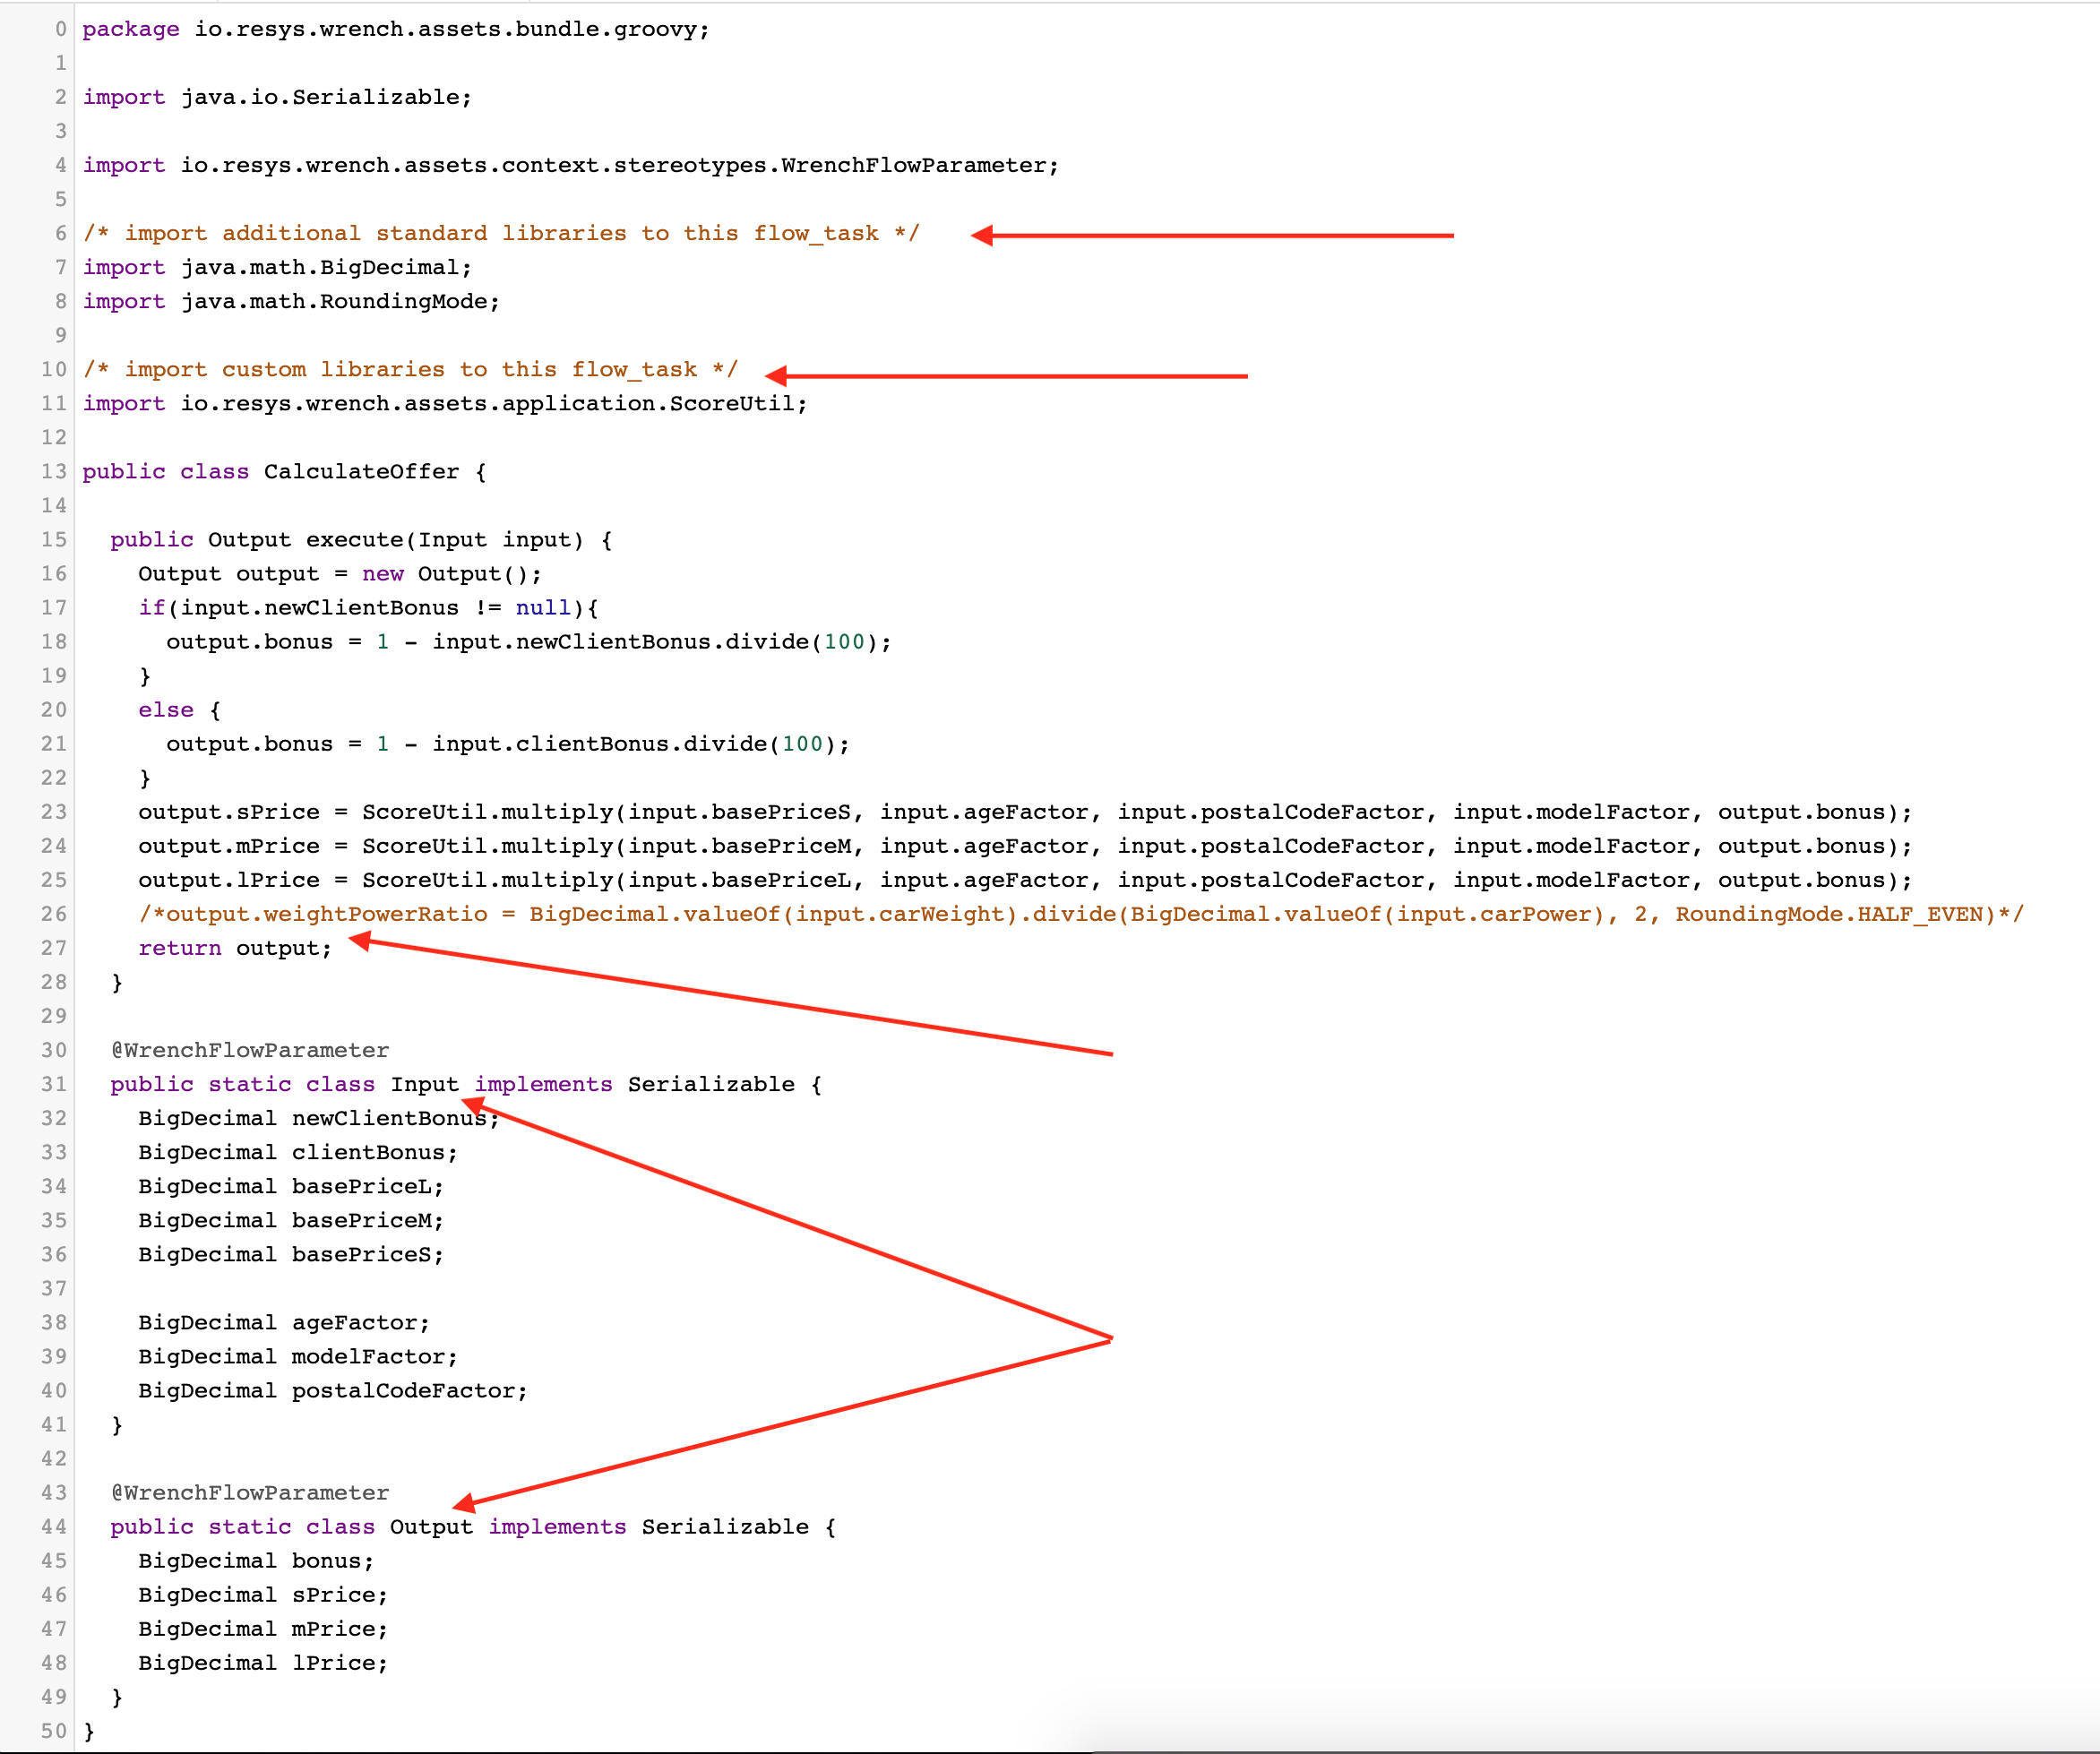 0 package io.resys.wrench.assets.bundle.groovy;
1
2 import java.io.Serializable;
3
4 import io.resys.wrench.assets.context.stereotypes.WrenchFlowParameter;
5
6 /* import additional standard libraries to this flow_task */
7 import java.math.BigDecimal;
8 import java.math.RoundingMode;
9
10 /* import custom libraries to this flow_task */
11 import io.resys.wrench.assets.application.ScoreUtil;
12
13 public class CalculateOffer {
14
15   public Output execute(Input input) {
16     Output output = new Output();
17     if(input.newClientBonus != null){
18       output.bonus = 1 - input.newClientBonus.divide(100);
19     }
20     else {
21       output.bonus = 1 - input.clientBonus.divide(100);
22     }
23     output.sPrice = ScoreUtil.multiply(input.basePriceS, input.ageFactor, input.postalCodeFactor, input.modelFactor, output.bonus);
24     output.mPrice = ScoreUtil.multiply(input.basePriceM, input.ageFactor, input.postalCodeFactor, input.modelFactor, output.bonus);
25     output.lPrice = ScoreUtil.multiply(input.basePriceL, input.ageFactor, input.postalCodeFactor, input.modelFactor, output.bonus);
26     /*output.weightPowerRatio = BigDecimal.valueOf(input.carWeight).divide(BigDecimal.valueOf(input.carPower), 2, RoundingMode.HALF_EVEN)*/
27     return output;
28   }
29
30   @WrenchFlowParameter
31   public static class Input implements Serializable {
32     BigDecimal newClientBonus;
33     BigDecimal clientBonus;
34     BigDecimal basePriceL;
35     BigDecimal basePriceM;
36     BigDecimal basePriceS;
37
38     BigDecimal ageFactor;
39     BigDecimal modelFactor;
40     BigDecimal postalCodeFactor;
41   }
42
43   @WrenchFlowParameter
44   public static class Output implements Serializable {
45     BigDecimal bonus;
46     BigDecimal sPrice;
47     BigDecimal mPrice;
48     BigDecimal lPrice;
49   }
50 }